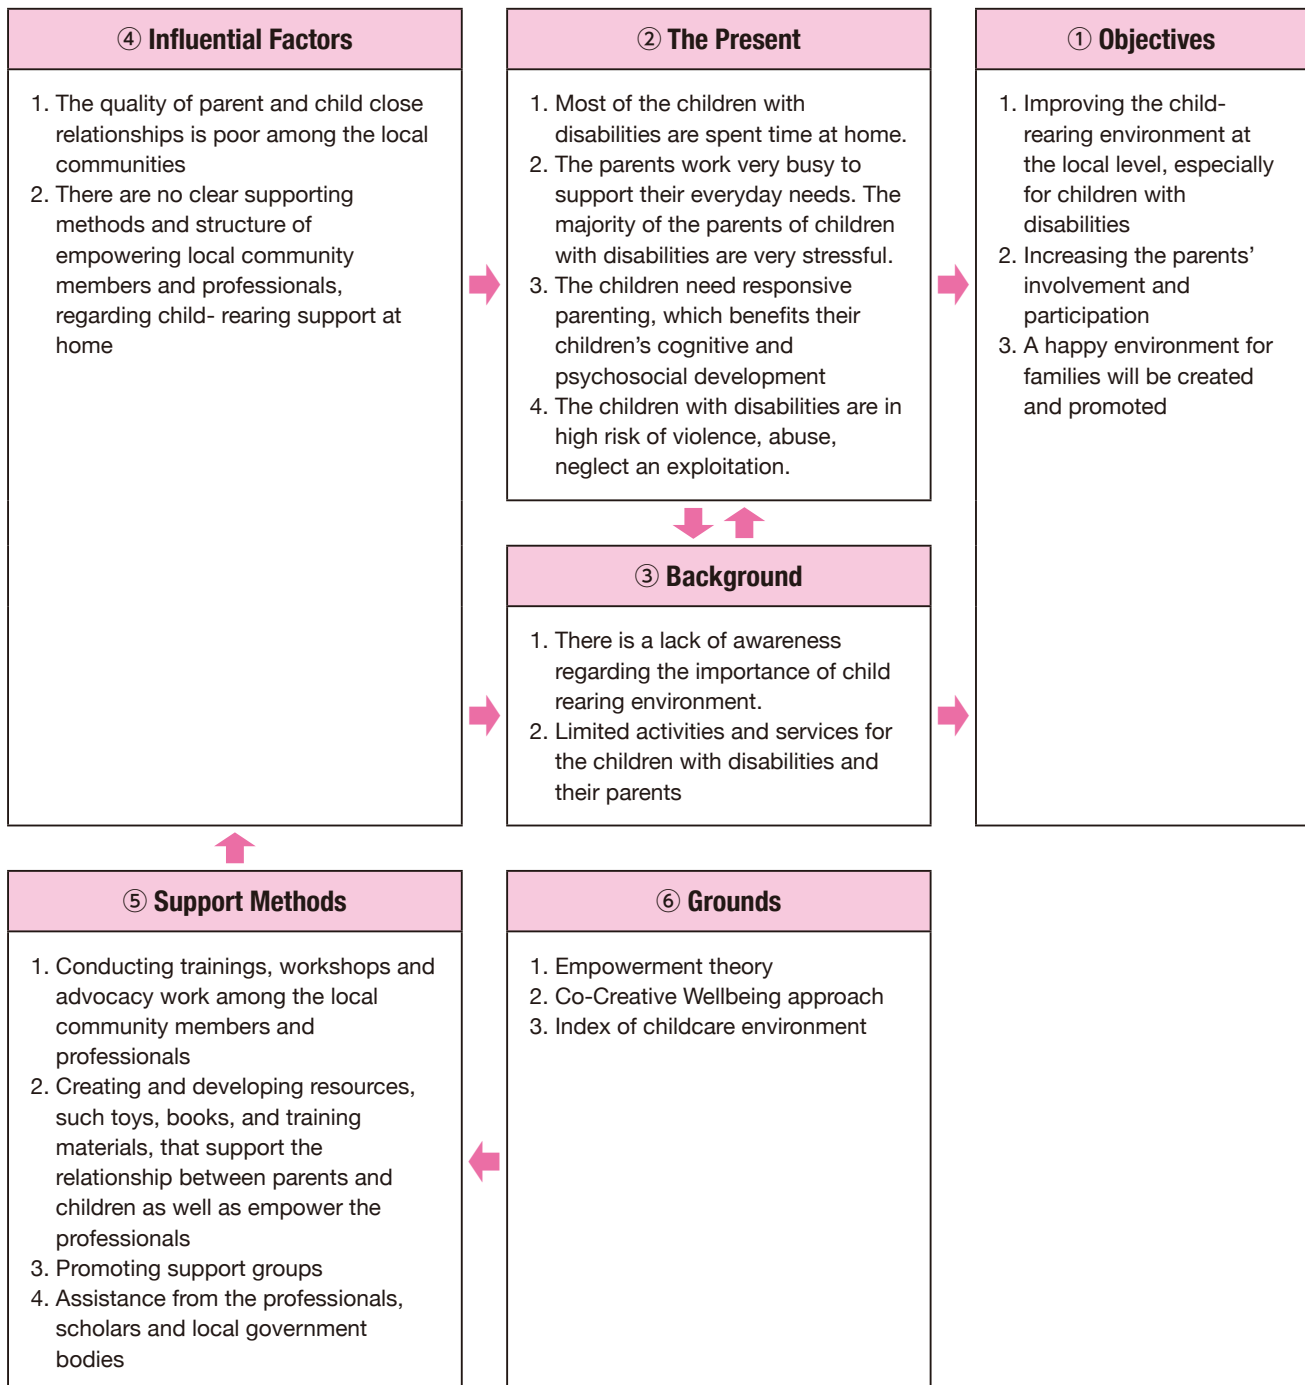 ④ Influential Factors
1. The quality of parent and child close
relationships is poor among the local
communities
2. There are no clear supporting
methods and structure of
empowering local community
members and professionals,
regarding child- rearing support at
home
② The Present
1. Most of the children with
disabilities are spent time at home.
2. The parents work very busy to
support their everyday needs. The
majority of the parents of children
with disabilities are very stressful.
3. The children need responsive
parenting, which benefits their
children’s cognitive and
psychosocial development
4. The children with disabilities are in
high risk of violence, abuse,
neglect an exploitation.
① Objectives
1. Improving the child-
rearing environment at
the local level, especially
for children with
disabilities
2. Increasing the parents’
involvement and
participation
3. A happy environment for
families will be created
and promoted
③ Background
1. There is a lack of awareness
regarding the importance of child
rearing environment.
2. Limited activities and services for
the children with disabilities and
their parents
⑤ Support Methods
1. Conducting trainings, workshops and
advocacy work among the local
community members and
professionals
2. Creating and developing resources,
such toys, books, and training
materials, that support the
relationship between parents and
children as well as empower the
professionals
3. Promoting support groups
4. Assistance from the professionals,
scholars and local government
bodies
⑥ Grounds
1. Empowerment theory
2. Co-Creative Wellbeing approach
3. Index of childcare environment